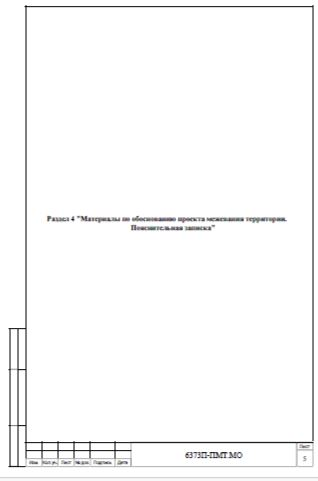 Раздел 4 "Материалы по обоснованию проекта межевания территории.
Пояснительная записка"
Изм. Кол.уч. Лист №док. Подпись Дата
6373П-ПМТ.МО
Лист
5